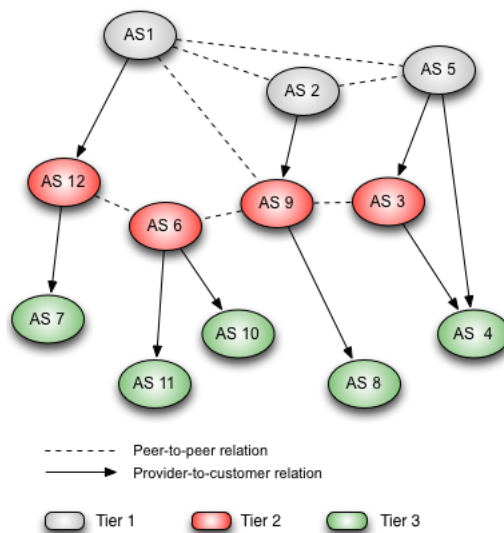 AS1
AS 5
AS 2
AS 12
AS 9
AS 3
AS 6
AS 7
AS 10
AS 4
AS 11
AS 8
Peer-to-peer relation
Provider-to-customer relation
Tier 1 Tier 2 Tier 3